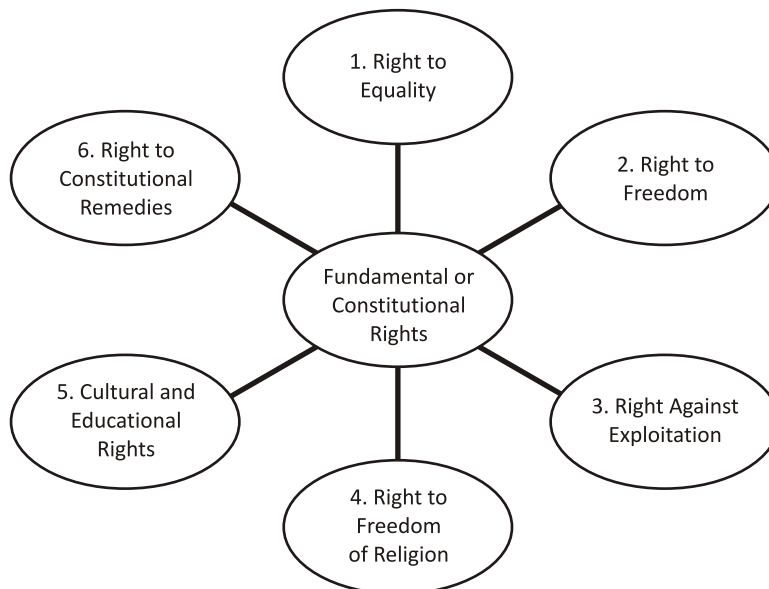 1. Right to
Equality
2. Right to
Freedom
3. Right Against
Exploitation
4. Right to
Freedom
of Religion
5. Cultural and
Educational
Rights
6. Right to
Constitutional
Remedies
Fundamental or
Constitutional
Rights